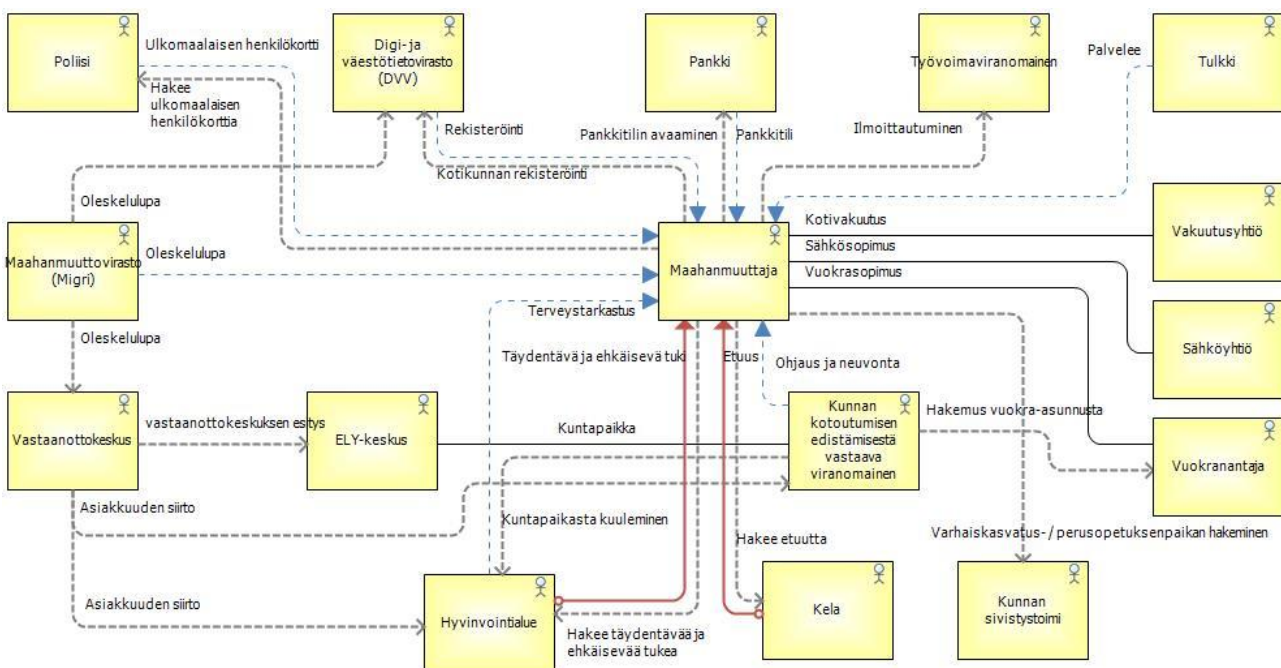 Poliisi
Ulkomaalaisen henkilökortti
Hakee
ulkomaalaisen
henkilökorttia
Digi- ja
väestötietovirasto
(DVV)
Pankki
Työvoimaviranomainen
Palvelee
Tulkki
Rekisteröinti
Pankkitilin avaaminen
Pankkitili
Ilmoittautuminen
Kotikunnan rekisteröinti
Oleskelulupa
Maahanmuuttovirasto
(Migri)
Oleskelulupa
Maahanmuuttaja
Kotivakuutus
Sähkösopimus
Vuokrasopimus
Vakuutusyhtiö
Terveystarkastus
Oleskelulupa
Täydentävä ja ehkäisevä tuki
Etuus
Ohjaus ja neuvonta
Sähköyhtiö
Vastaanottokeskus
vastaanottokeskuksen esitys
ELY-keskus
Kuntapaikka
Kunnan
kotoutumisen
edistämisestä
vastaava
viranomainen
Hakemus vuokra-asunnusta
Vuokranantaja
Asiakkuuden siirto
Kuntapaikasta kuuleminen
Hakee etuutta
Varhaiskasvatus- / perusopetuksenpaikan hakeminen
Asiakkuuden siirto
Hyvinvointialue
Hakee täydentävää ja
ehkäisevää tukea
Kela
Kunnan
sivistystoimi